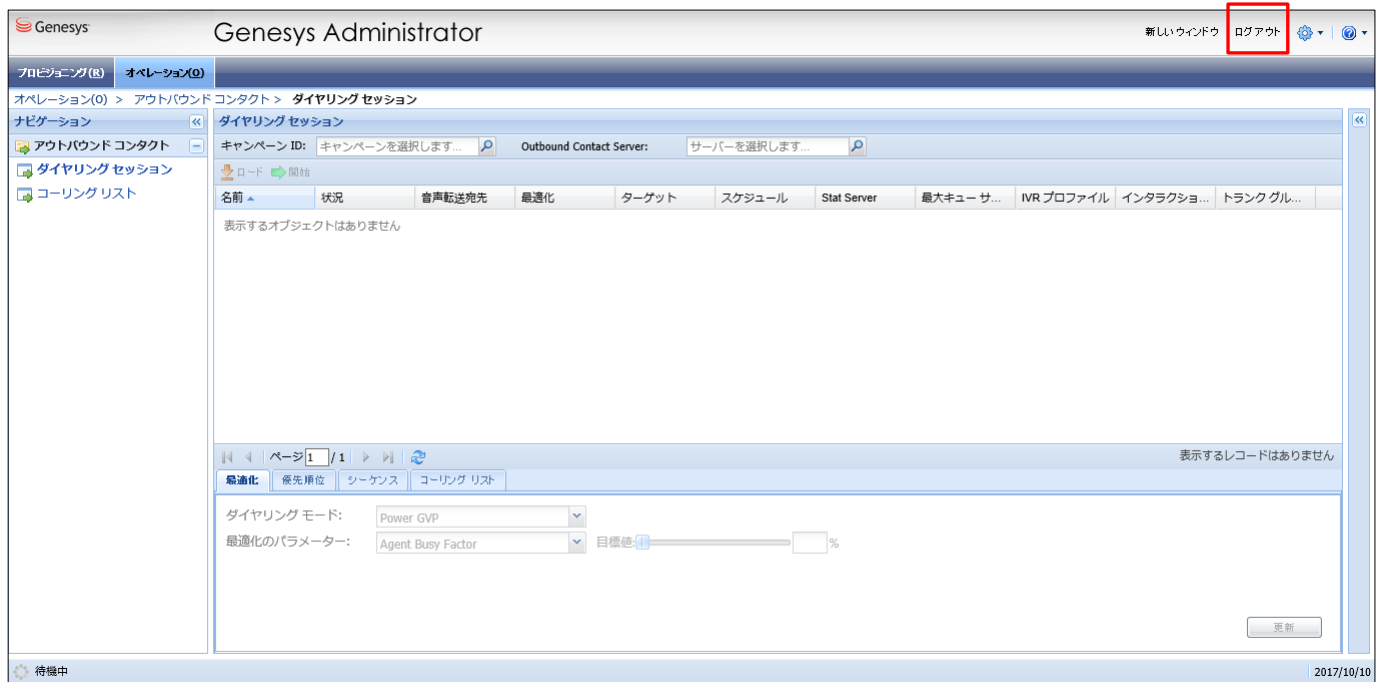 Genesys
Genesys Administrator
新しいウィンドウ ログアウト
プロビジョニング(R) オペレーション(O)
オペレーション(O) > アウトバウンド コンタクト > ダイヤリング セッション
ナビゲーション
アウトバウンド コンタクト
ダイヤリング セッション
コーリング リスト
ダイヤリング セッション
キャンペーン ID: キャンペーンを選択します... Outbound Contact Server: サーバーを選択します...
ロード 開始
名前 状況 音声転送宛先 最適化 ターゲット スケジュール Stat Server 最大キュー サ... IVR プロファイル インタラクショ... トランク グル...
表示するオブジェクトはありません
ページ 1 / 1 表示するレコードはありません
最適化 優先順位 シーケンス コーリング リスト
ダイヤリング モード: Power GVP
最適化のパラメーター: Agent Busy Factor 目標値: %
更新
待機中 2017/10/10